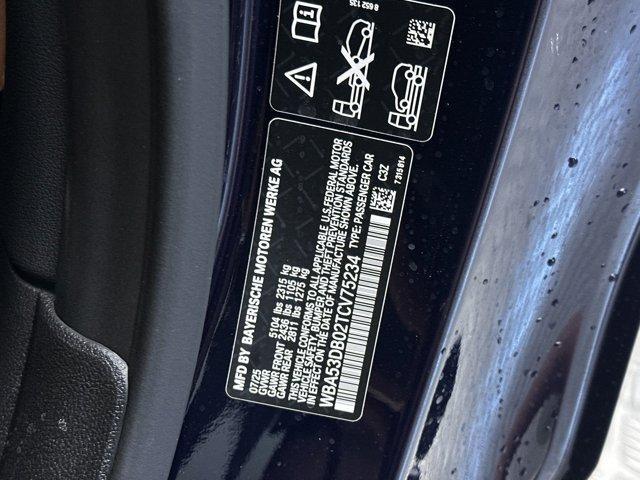 8 652 135
MFD BY BAYERISCHE MOTOREN WERKE AG
07/25
GVWR 5104 lbs 2315 kg
GAWR FRONT 2436 lbs 1105 kg
GAWR REAR 2811 lbs 1275 kg
THIS VEHICLE CONFORMS TO ALL APPLICABLE U.S.FEDERAL MOTOR
VEHICLE SAFETY, BUMPER AND THEFT PREVENTION STANDARDS
IN EFFECT ON THE DATE OF MANUFACTURE SHOWN ABOVE.
WBA53DB02TCV75234 TYPE: PASSENGER CAR
C3Z
7 315 814